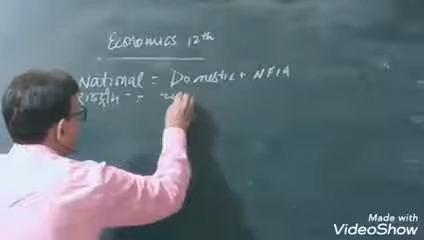 Economics 12th
National = Domestic + NFIA
राष्ट्रीय =
Made with
VideoShow